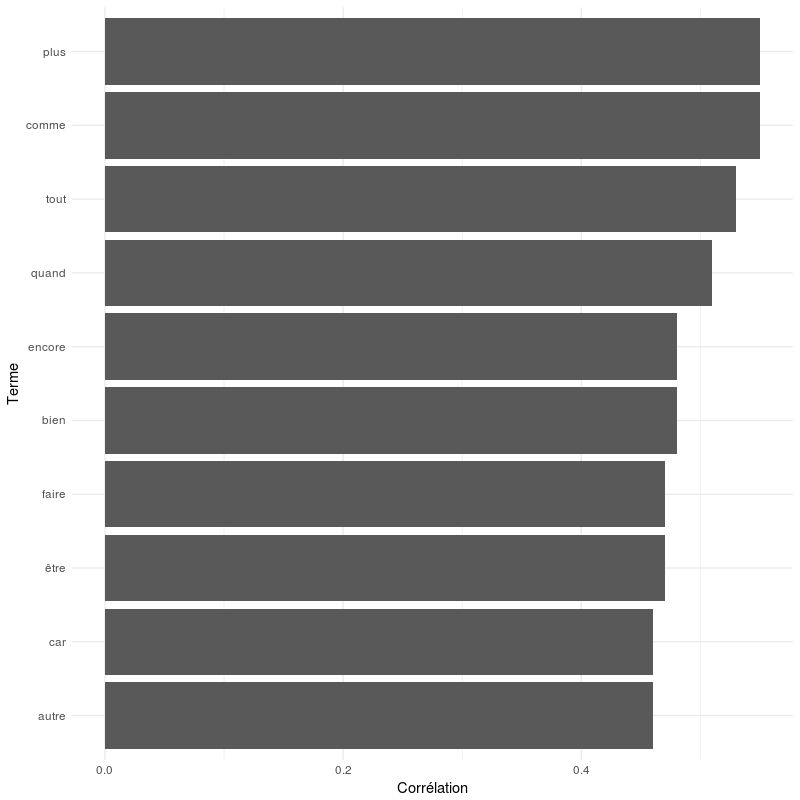 plus
comme
tout
quand
encore
bien
faire
être
car
autre
Terme
0.0 0.2 0.4
Corrélation